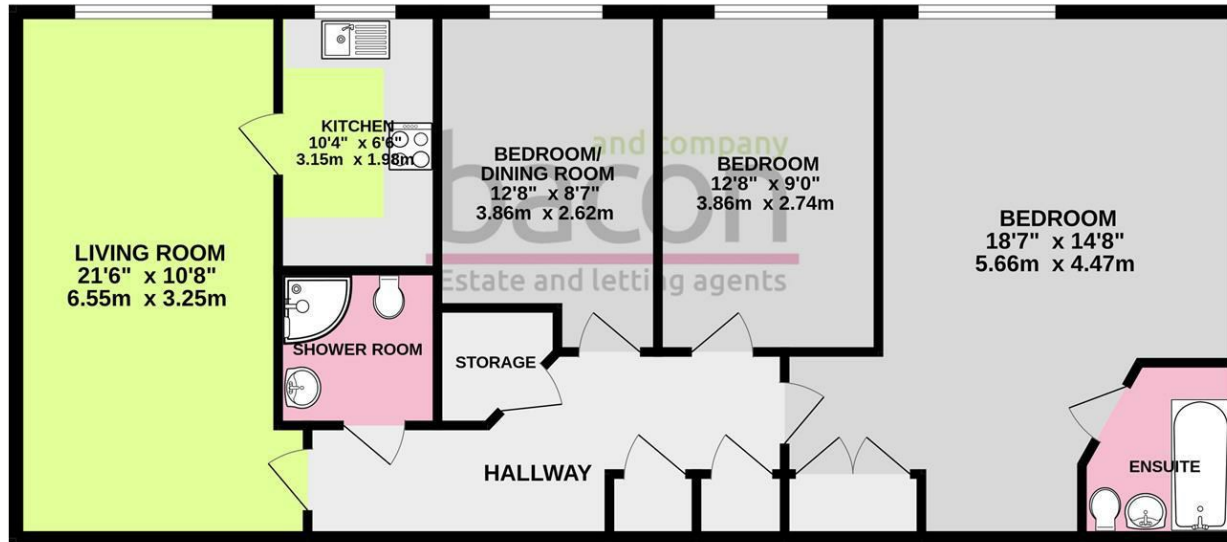 LIVING ROOM
21'6" x 10'8"
6.55m x 3.25m
KITCHEN
10'4" x 6'6"
3.15m x 1.98m
SHOWER ROOM
STORAGE
HALLWAY
BEDROOM/
DINING ROOM
12'8" x 8'7"
3.86m x 2.62m
BEDROOM
12'8" x 9'0"
3.86m x 2.74m
BEDROOM
18'7" x 14'8"
5.66m x 4.47m
ENSUITE
and company
bacon
Estate and letting agents